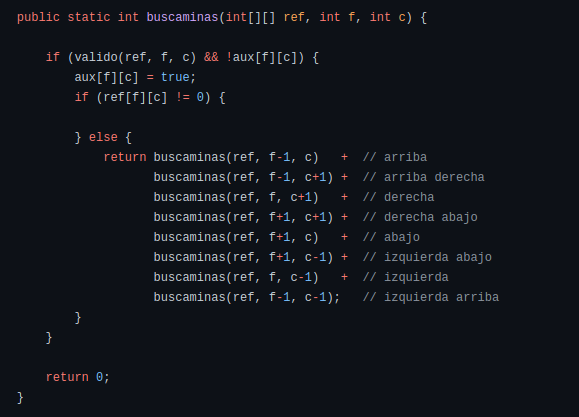 public static int buscaminas(int[][] ref, int f, int c) {
if (valido(ref, f, c) && !aux[f][c]) {
aux[f][c] = true;
if (ref[f][c] != 0) {
} else {
return buscaminas(ref, f-1, c) + // arriba
buscaminas(ref, f-1, c+1) + // arriba derecha
buscaminas(ref, f, c+1) + // derecha
buscaminas(ref, f+1, c+1) + // derecha abajo
buscaminas(ref, f+1, c) + // abajo
buscaminas(ref, f+1, c-1) + // izquierda abajo
buscaminas(ref, f, c-1) + // izquierda
buscaminas(ref, f-1, c-1); // izquierda arriba
}
}
return 0;
}